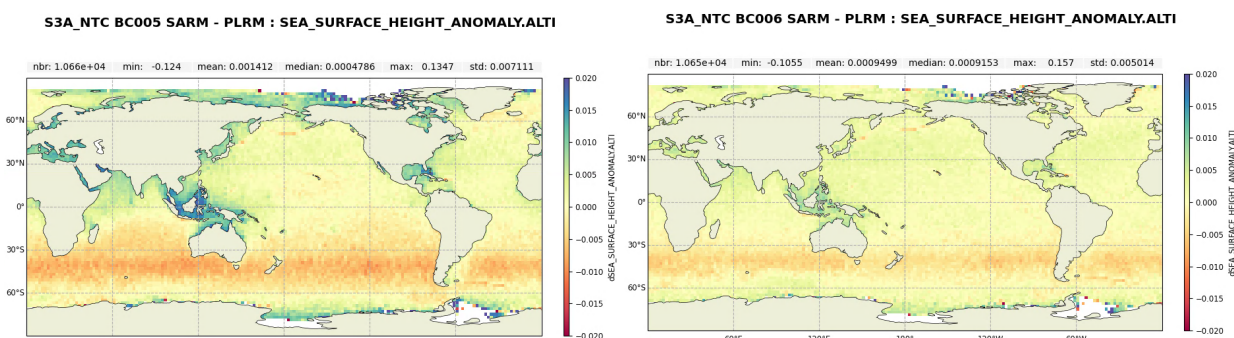 S3A_NTC BC005 SARM - PLRM : SEA_SURFACE_HEIGHT_ANOMALY.ALTI
nbr: 1.066e+04 min: -0.124 mean: 0.001412 median: 0.0004786 max: 0.1347 std: 0.007111
60°N
30°N
0°
30°S
60°S
0.020
0.015
0.010
0.005
0.000
−0.005
−0.010
−0.015
−0.020
dSEA_SURFACE_HEIGHT_ANOMALY.ALTI
S3A_NTC BC006 SARM - PLRM : SEA_SURFACE_HEIGHT_ANOMALY.ALTI
nbr: 1.065e+04 min: -0.1055 mean: 0.0009499 median: 0.0009153 max: 0.157 std: 0.005014
60°N
30°N
0°
30°S
60°S
0.020
0.015
0.010
0.005
0.000
−0.005
−0.010
−0.015
−0.020
dSEA_SURFACE_HEIGHT_ANOMALY.ALTI